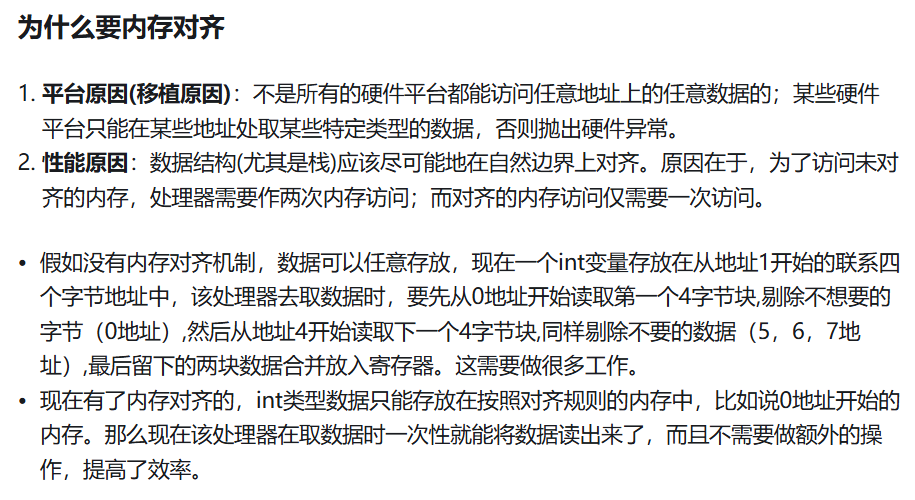 为什么要内存对齐
1. 平台原因(移植原因)：不是所有的硬件平台都能访问任意地址上的任意数据的；某些硬件
平台只能在某些地址处取某些特定类型的数据，否则抛出硬件异常。
2. 性能原因：数据结构(尤其是栈)应该尽可能地在自然边界上对齐。原因在于，为了访问未对
齐的内存，处理器需要作两次内存访问；而对齐的内存访问仅需要一次访问。
• 假如没有内存对齐机制，数据可以任意存放，现在一个int变量存放在从地址1开始的联系四
个字节地址中，该处理器去取数据时，要先从0地址开始读取第一个4字节块,剔除不想要的
字节（0地址）,然后从地址4开始读取下一个4字节块,同样剔除不要的数据（5，6，7地
址）,最后留下的两块数据合并放入寄存器。这需要做很多工作。
• 现在有了内存对齐的，int类型数据只能存放在按照对齐规则的内存中，比如说0地址开始的
内存。那么现在该处理器在取数据时一次性就能将数据读出来了，而且不需要做额外的操
作，提高了效率。